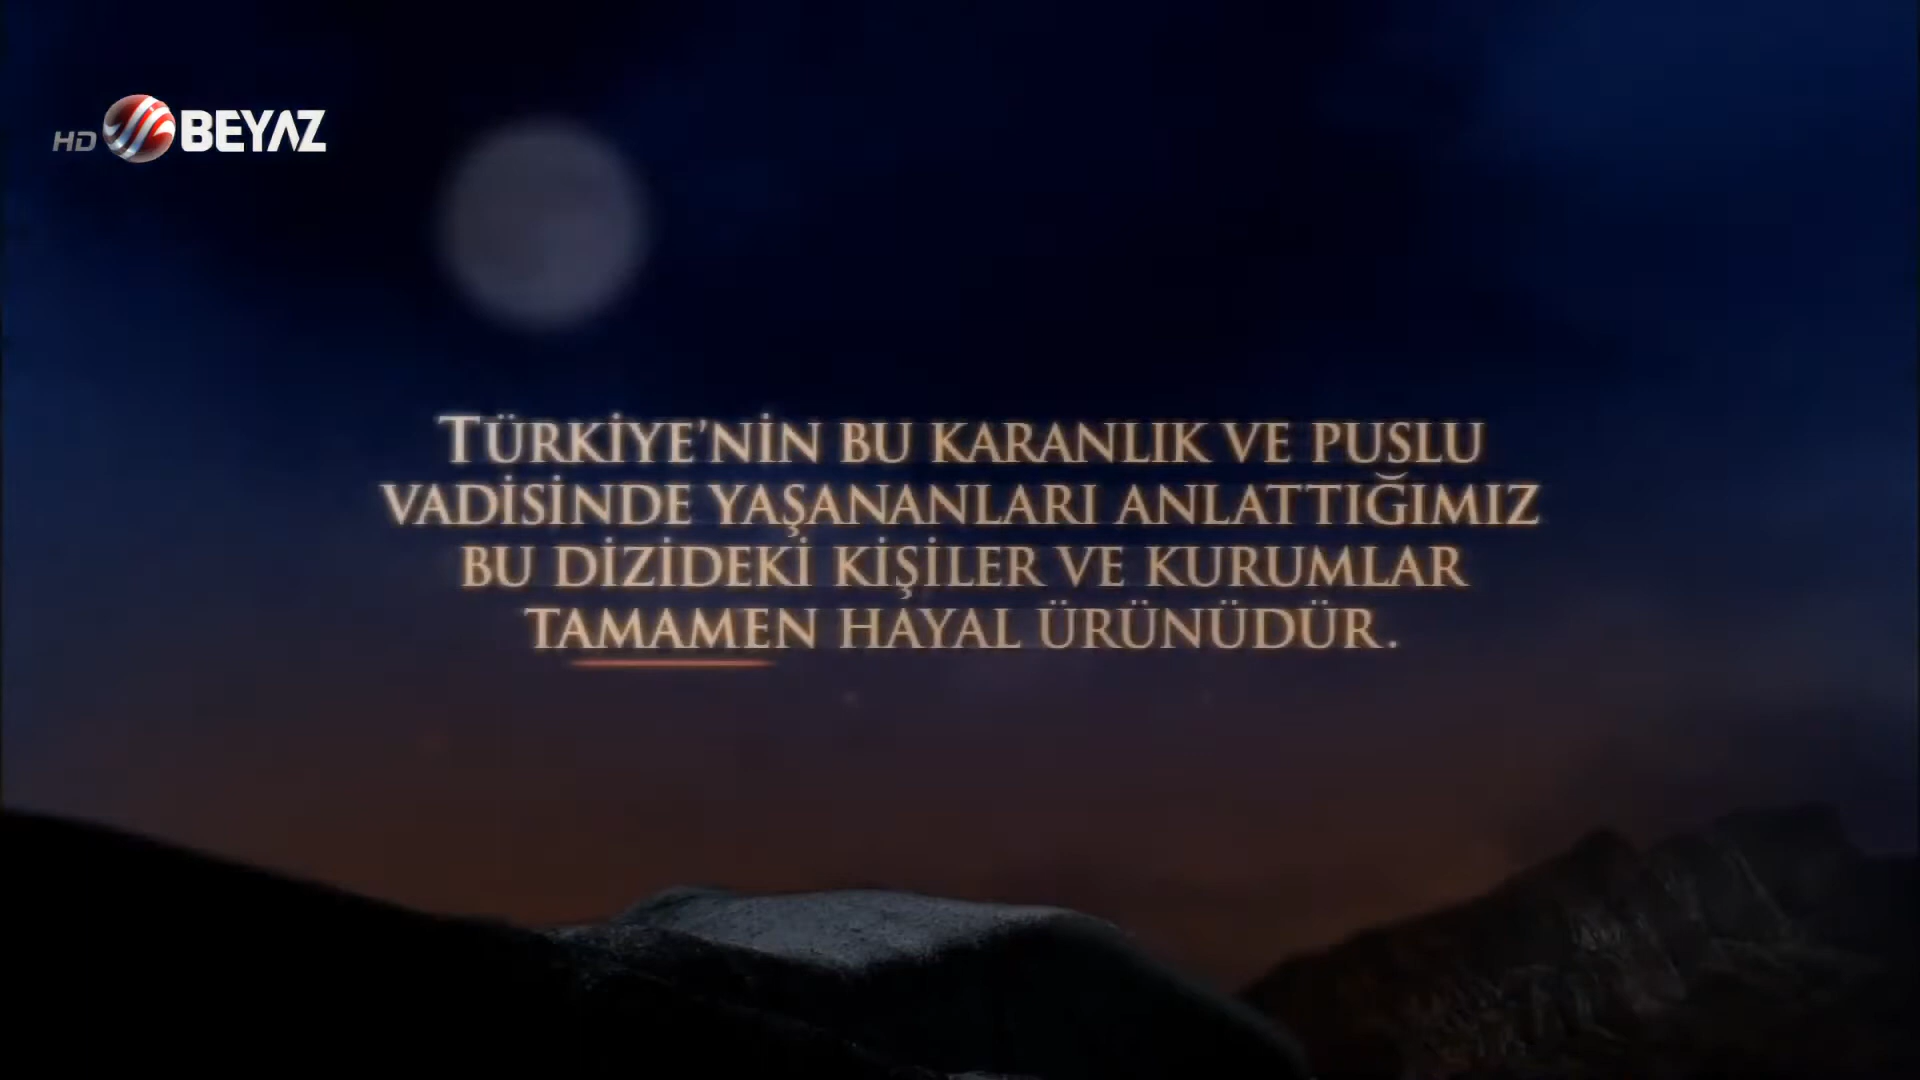 HD BEYAZ
TÜRKİYE'NİN BU KARANLIK VE PUSLU
VADİSİNDE YAŞANANLARI ANLATTIĞIMIZ
BU DİZİDEKİ KİŞİLER VE KURUMLAR
TAMAMEN HAYAL ÜRÜNÜDÜR.